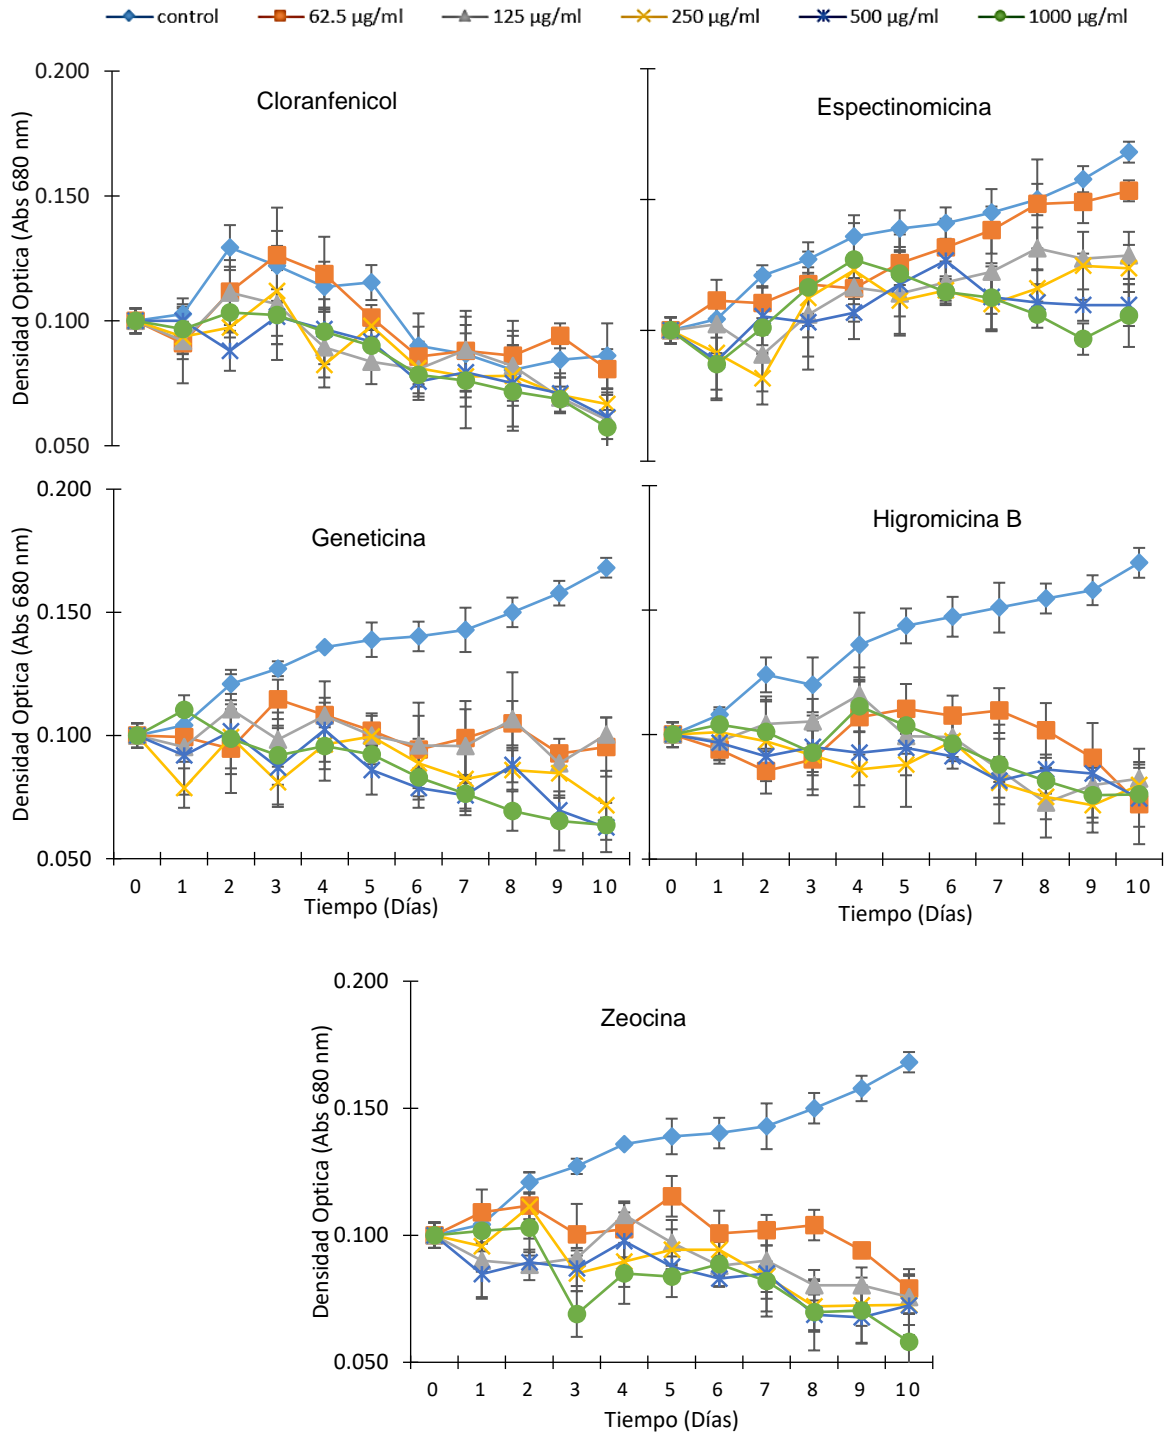 control 62.5 µg/ml 125 µg/ml 250 µg/ml 500 µg/ml 1000 µg/ml
Cloranfenicol
Densidad Optica (Abs 680 nm)
0.200
0.150
0.100
0.050
Espectinomicina
Geneticina
Densidad Optica (Abs 680 nm)
0.200
0.150
0.100
0.050
0 1 2 3 4 5 6 7 8 9 10
Tiempo (Días)
Higromicina B
0 1 2 3 4 5 6 7 8 9 10
Tiempo (Días)
Zeocina
Densidad Optica (Abs 680 nm)
0.200
0.150
0.100
0.050
0 1 2 3 4 5 6 7 8 9 10
Tiempo (Días)